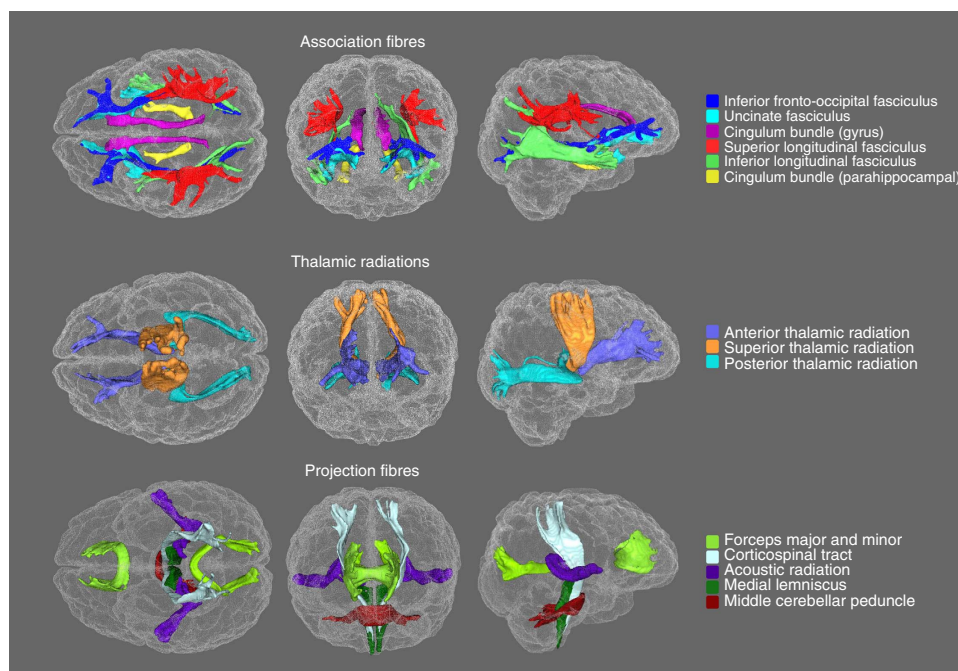 Association fibres
Inferior fronto-occipital fasciculus
Uncinate fasciculus
Cingulum bundle (gyrus)
Superior longitudinal fasciculus
Inferior longitudinal fasciculus
Cingulum bundle (parahippocampal)
Thalamic radiations
Anterior thalamic radiation
Superior thalamic radiation
Posterior thalamic radiation
Projection fibres
Forceps major and minor
Corticospinal tract
Acoustic radiation
Medial lemniscus
Middle cerebellar peduncle